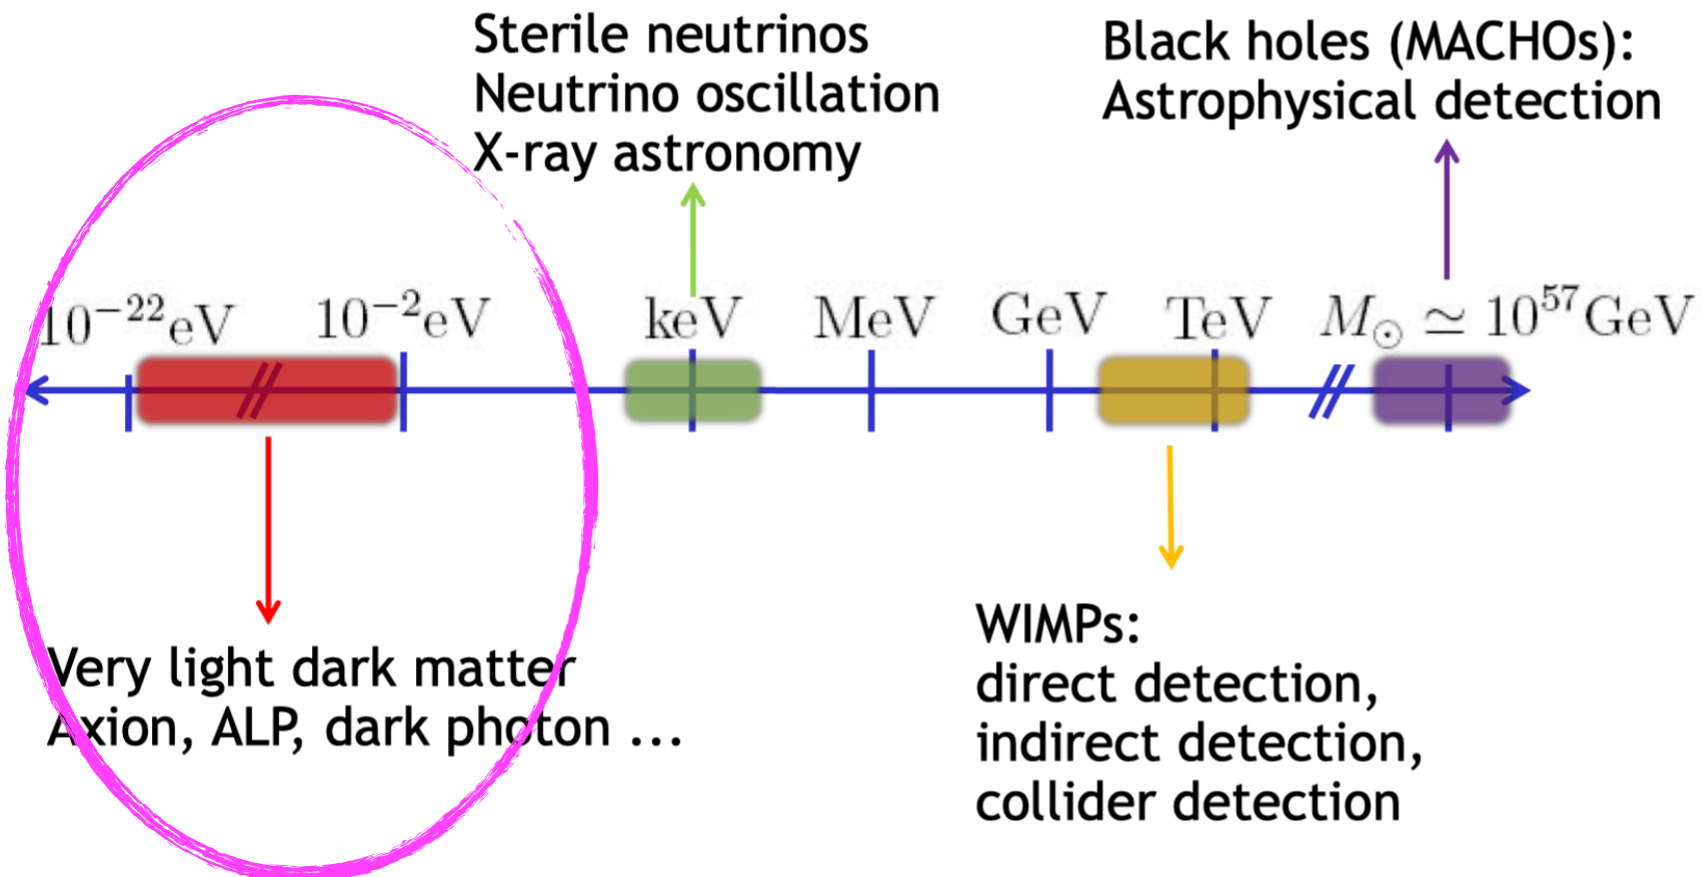 Sterile neutrinos
Neutrino oscillation
X-ray astronomy
Black holes (MACHOs):
Astrophysical detection
10⁻²²eV
10⁻²eV
keV
MeV
GeV
TeV
M⊙ ≃ 10⁵⁷GeV
Very light dark matter
Axion, ALP, dark photon ...
WIMPs:
direct detection,
indirect detection,
collider detection